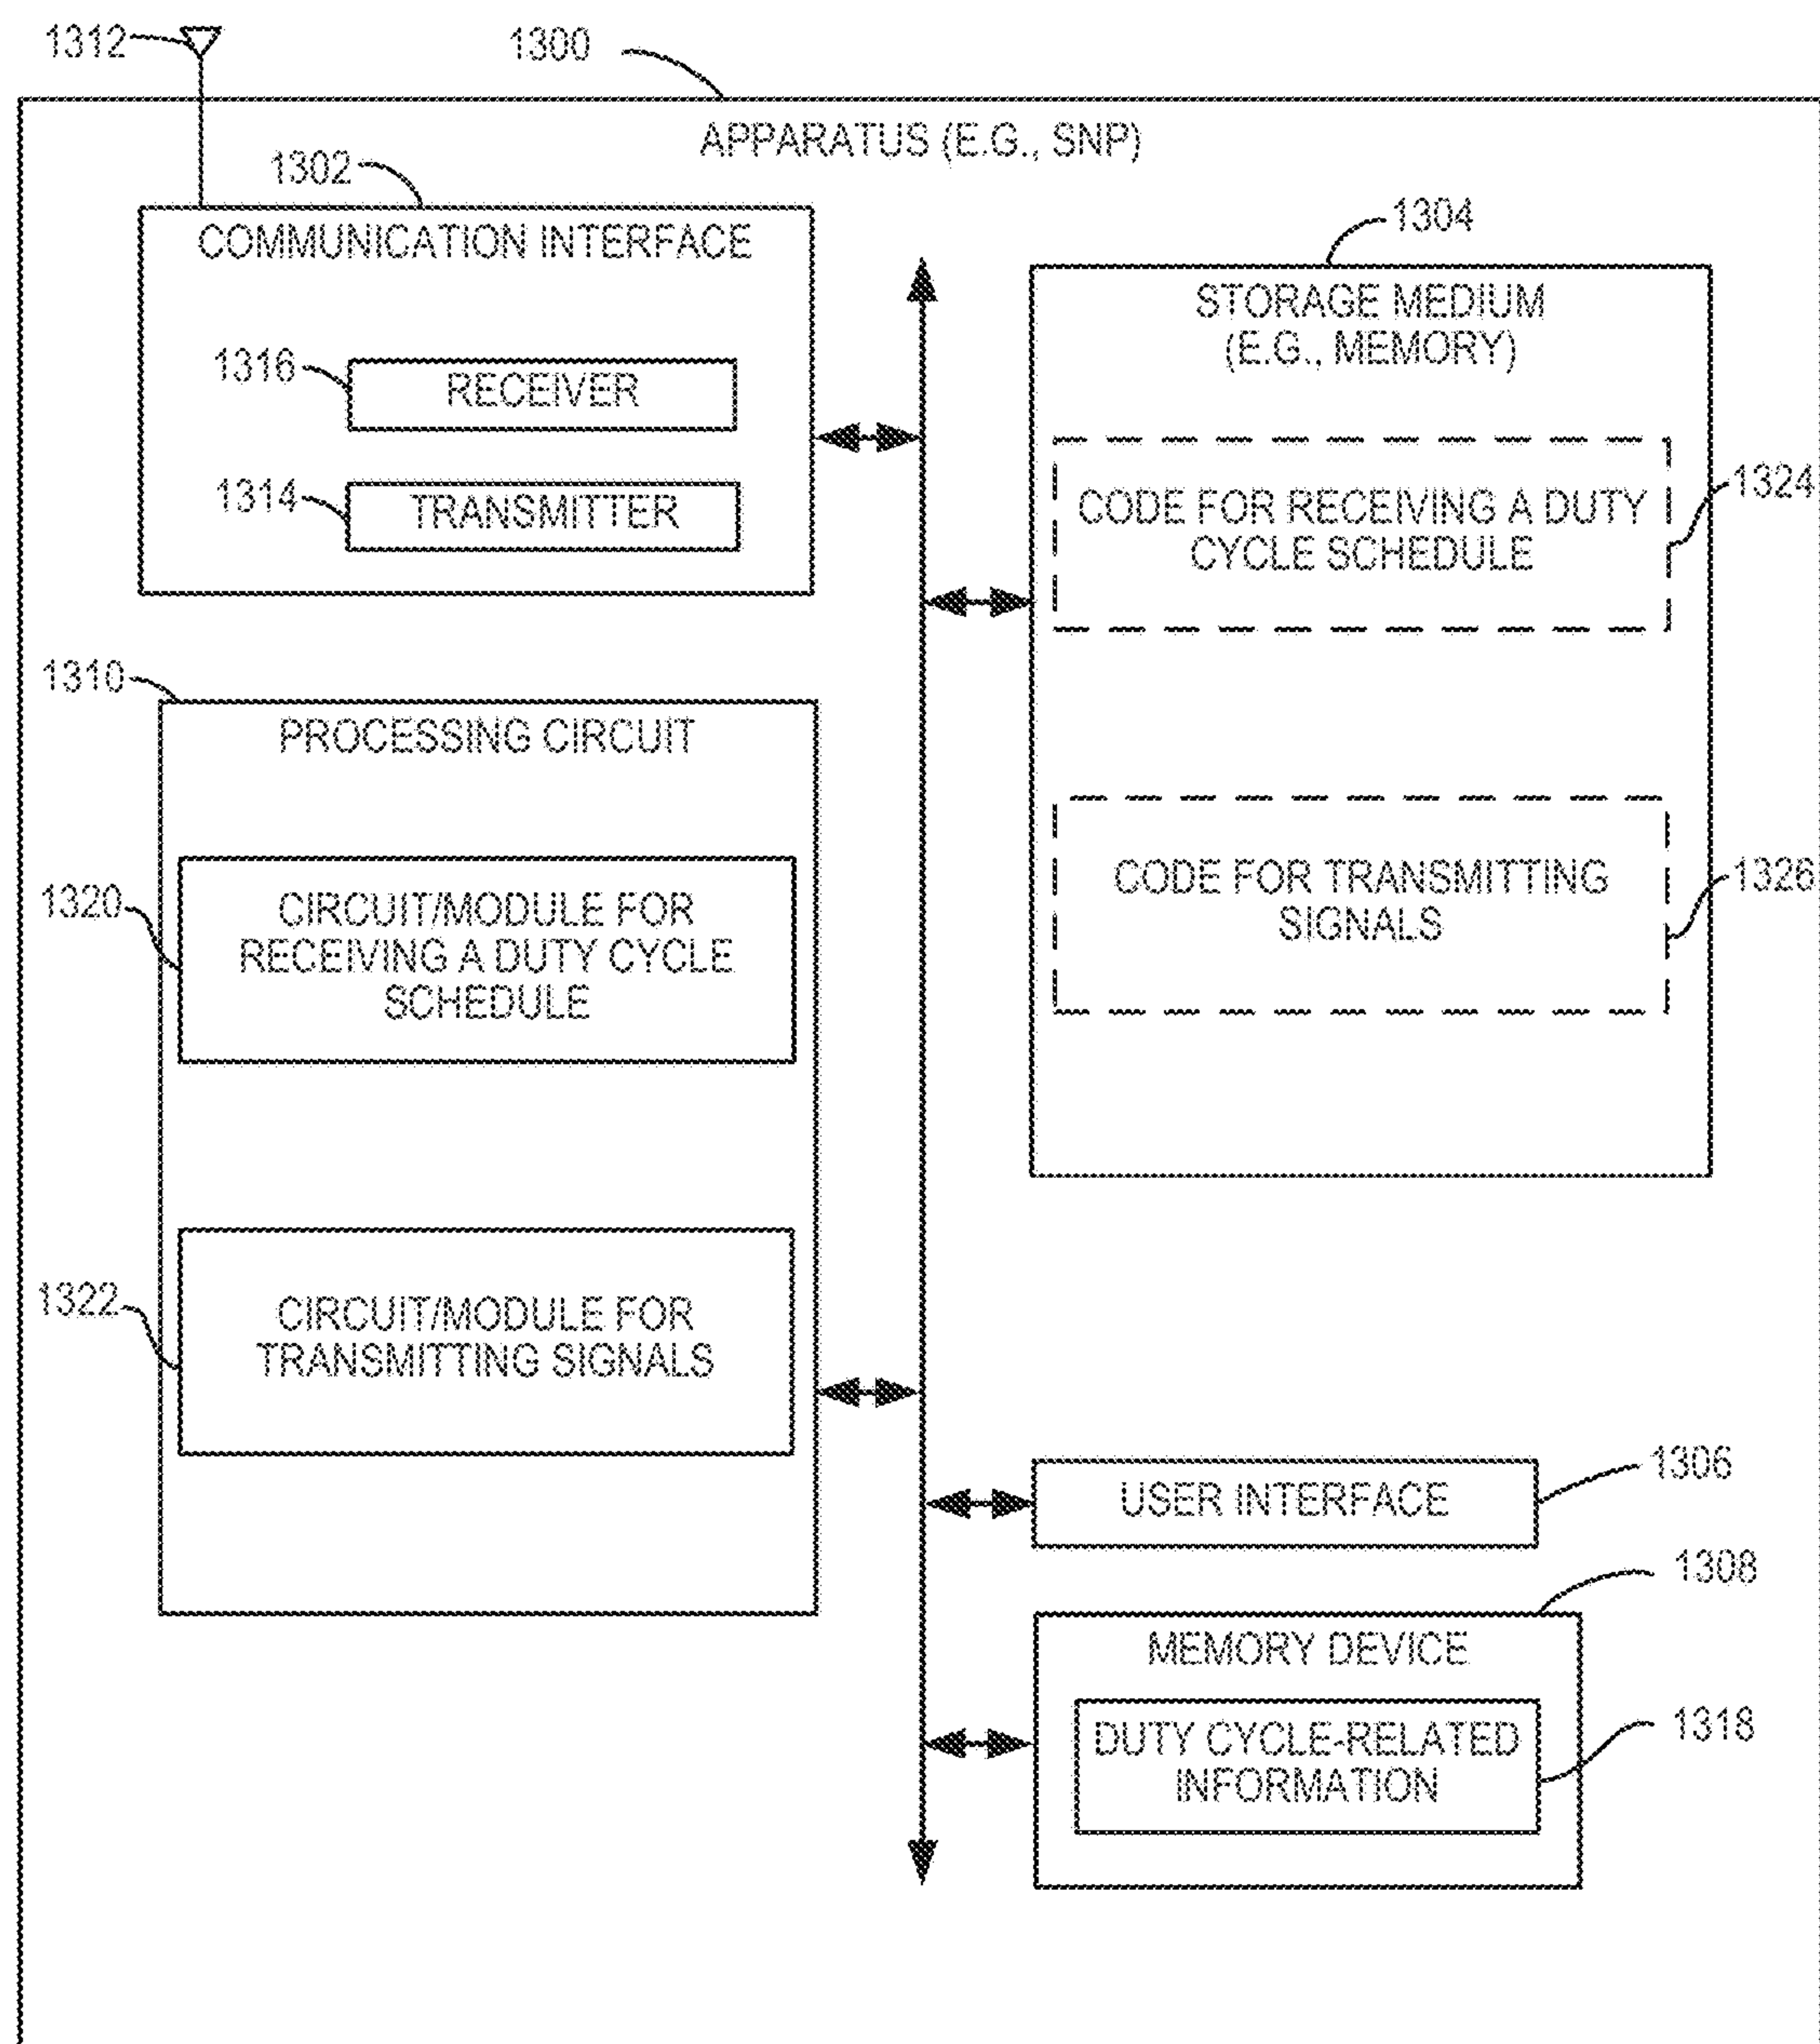 1312
1300
APPARATUS (E.G., SNP)
1302
COMMUNICATION INTERFACE
1316
RECEIVER
1314
TRANSMITTER
1304
STORAGE MEDIUM
(E.G., MEMORY)
CODE FOR RECEIVING A DUTY
CYCLE SCHEDULE
1324
1310
PROCESSING CIRCUIT
1320
CIRCUIT/MODULE FOR
RECEIVING A DUTY CYCLE
SCHEDULE
CODE FOR TRANSMITTING
SIGNALS
1326
1322
CIRCUIT/MODULE FOR
TRANSMITTING SIGNALS
1306
USER INTERFACE
1308
MEMORY DEVICE
DUTY CYCLE-RELATED
INFORMATION
1318